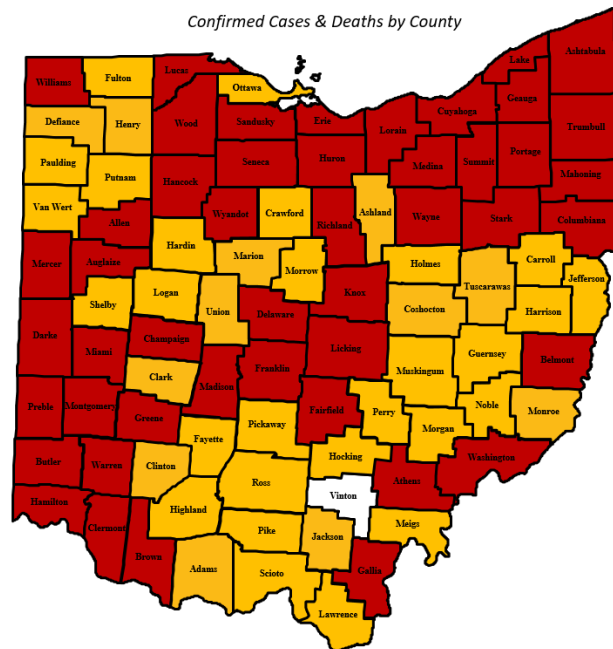 Confirmed Cases & Deaths by County
Ashtabula
Lake
Williams
Fulton
Lucas
Ottawa
Geauga
Cuyahoga
Defiance
Henry
Wood
Sandusky
Erie
Lorain
Trumbull
Paulding
Putnam
Hancock
Seneca
Huron
Medina
Summit
Portage
Mahoning
Van Wert
Allen
Wyandot
Crawford
Richland
Ashland
Wayne
Stark
Columbiana
Mercer
Auglaize
Hardin
Marion
Morrow
Holmes
Carroll
Jefferson
Tuscarawas
Shelby
Logan
Union
Delaware
Knox
Coshocton
Harrison
Darke
Miami
Champaign
Licking
Guernsey
Belmont
Clark
Madison
Franklin
Muskingum
Preble
Montgomery
Greene
Fairfield
Perry
Noble
Monroe
Fayette
Pickaway
Morgan
Butler
Warren
Clinton
Hocking
Washington
Ross
Athens
Hamilton
Clermont
Highland
Vinton
Meigs
Brown
Pike
Jackson
Adams
Scioto
Gallia
Lawrence